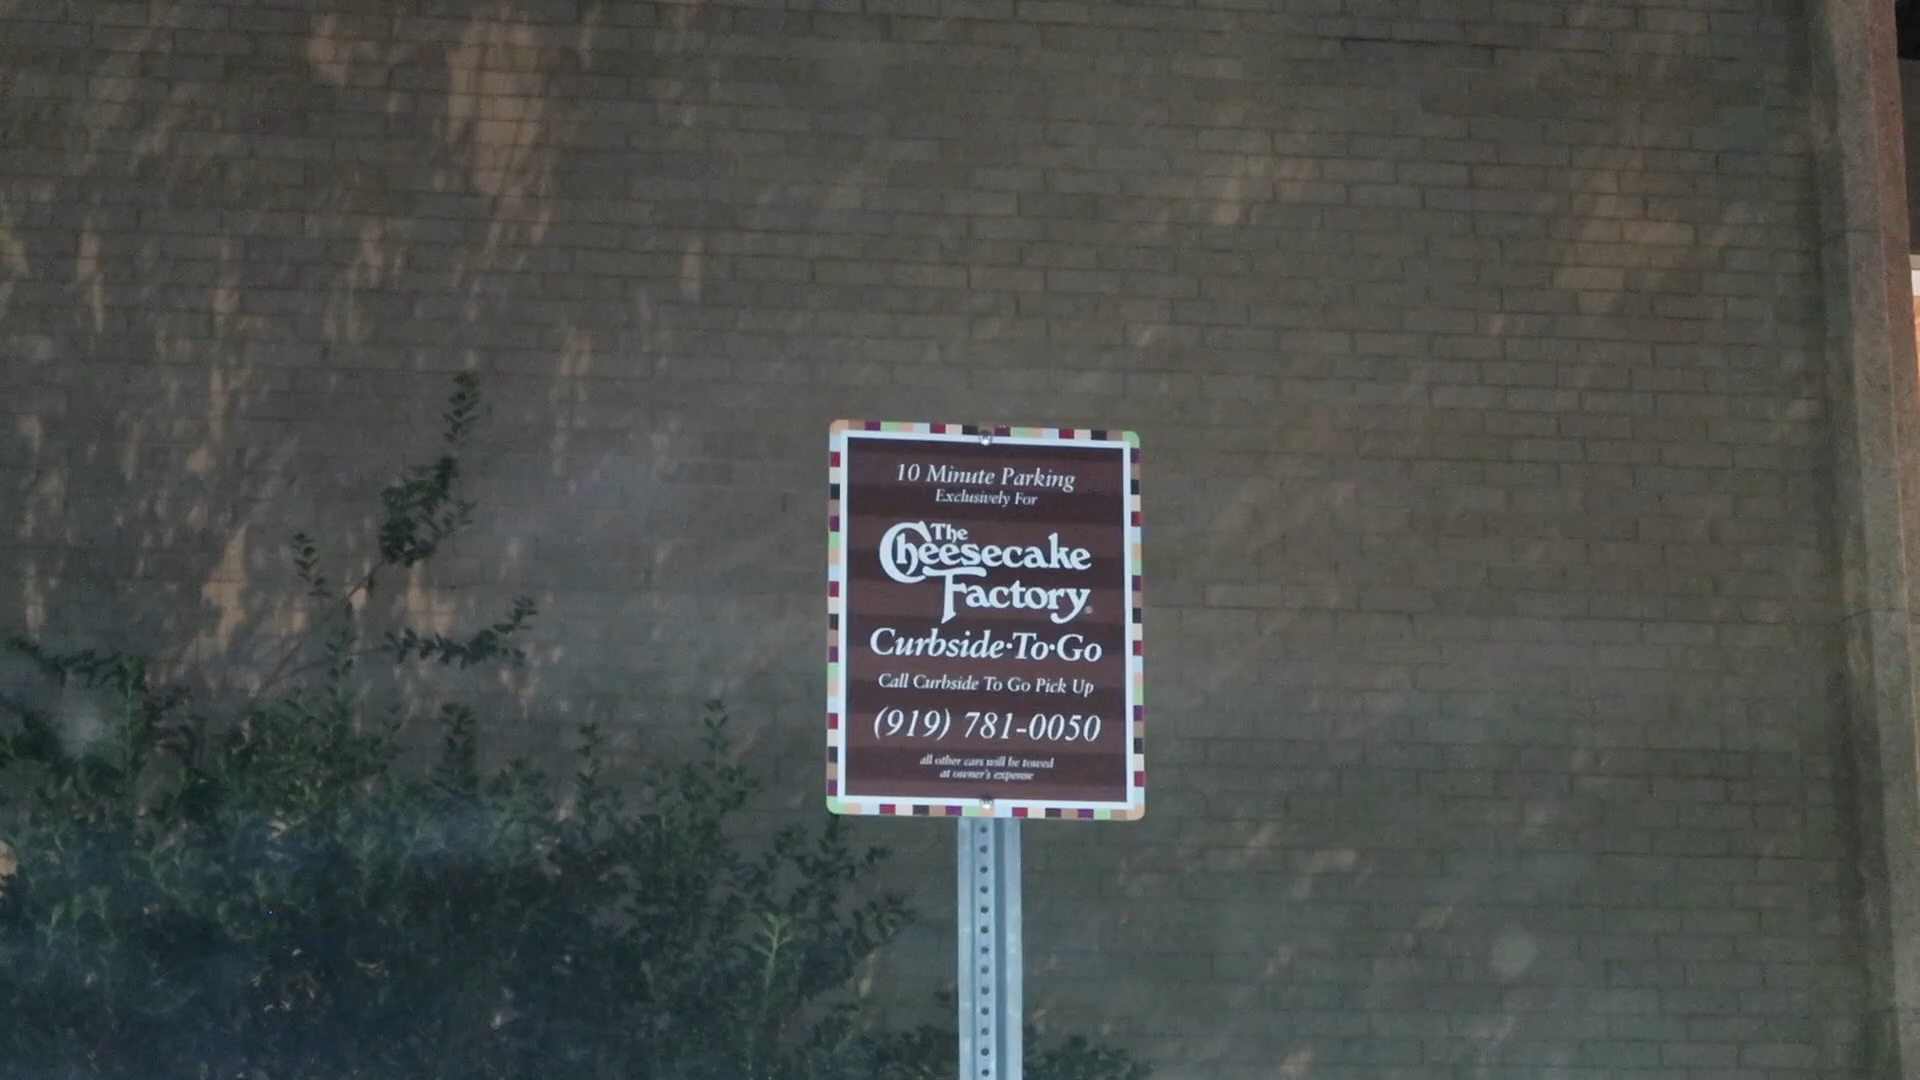 10 Minute Parking
Exclusively For
The
Cheesecake
Factory®
Curbside·To·Go
Call Curbside To Go Pick Up
(919) 781-0050
all other cars will be towed
at owner's expense